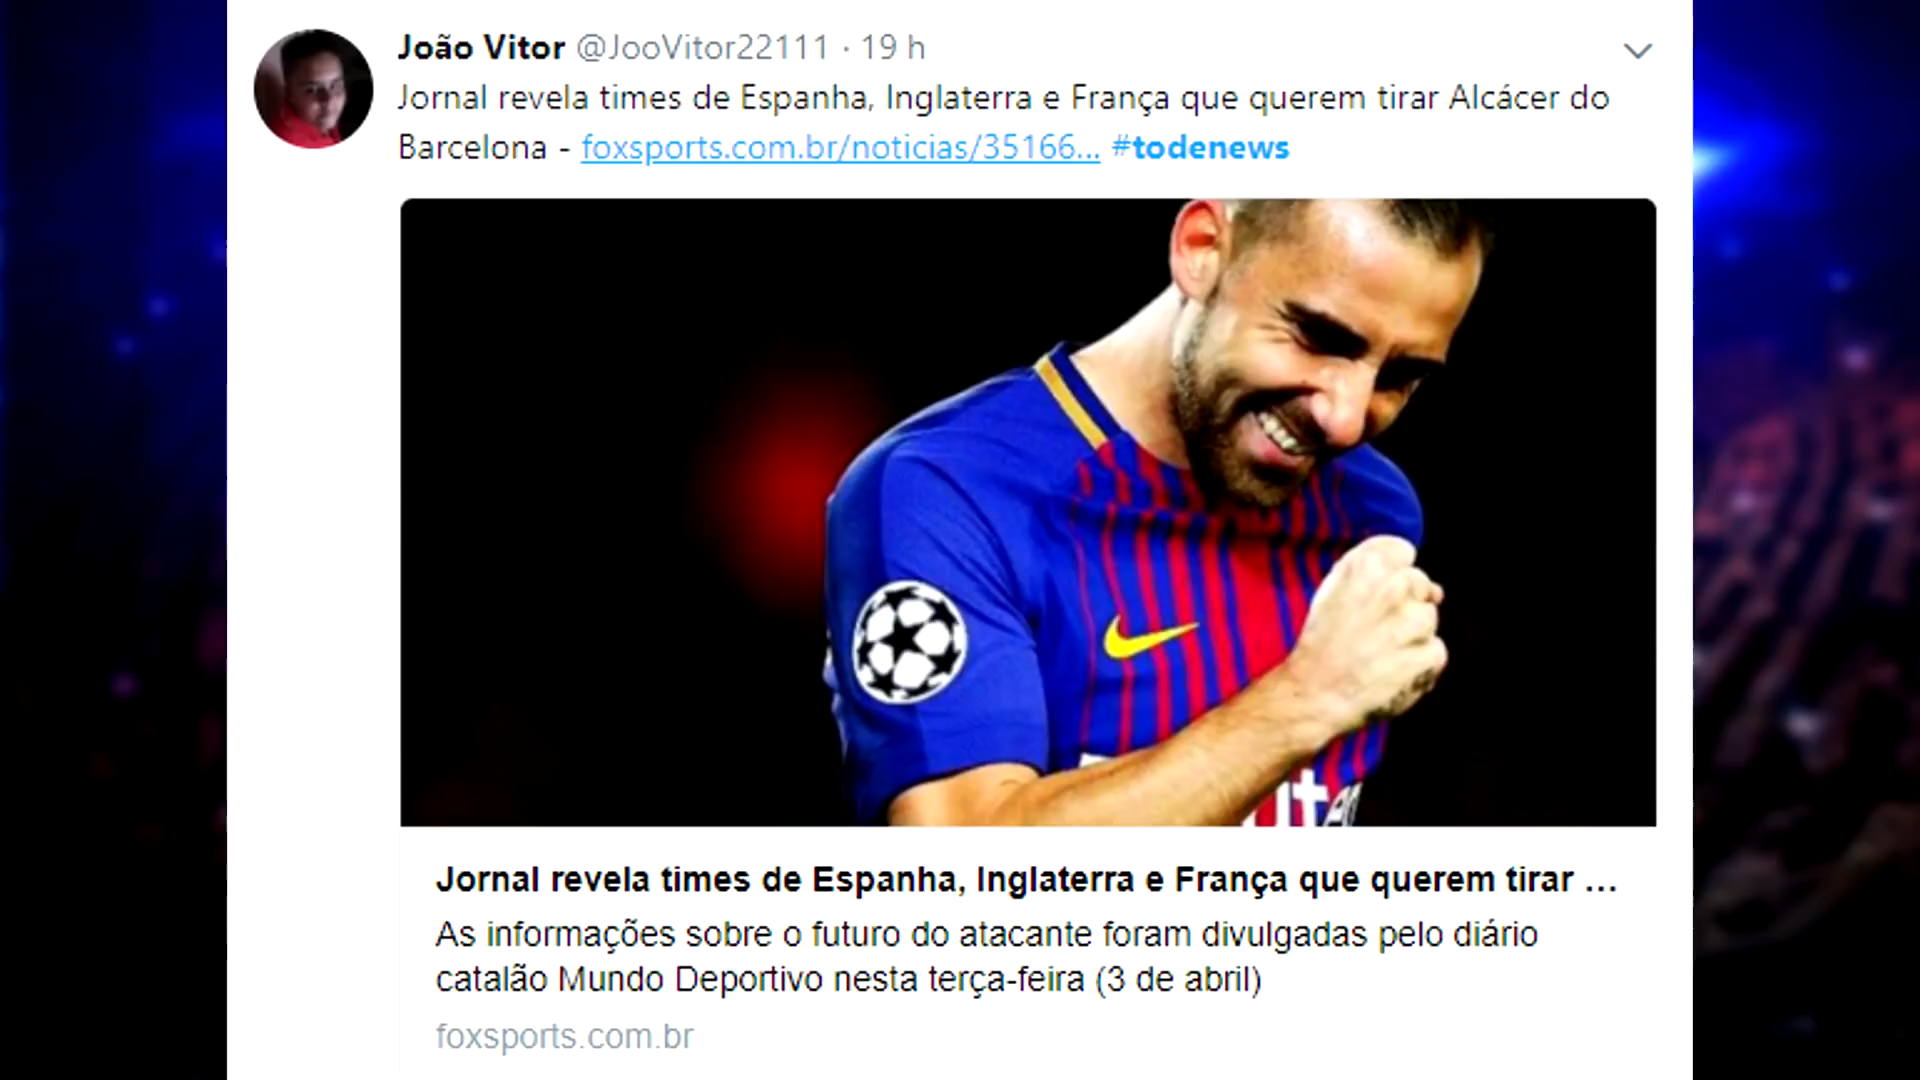 João Vitor @JooVitor22111 · 19 h
Jornal revela times de Espanha, Inglaterra e França que querem tirar Alcácer do
Barcelona - foxsports.com.br/noticias/35166... #todenews
Jornal revela times de Espanha, Inglaterra e França que querem tirar ...
As informações sobre o futuro do atacante foram divulgadas pelo diário
catalão Mundo Deportivo nesta terça-feira (3 de abril)
foxsports.com.br